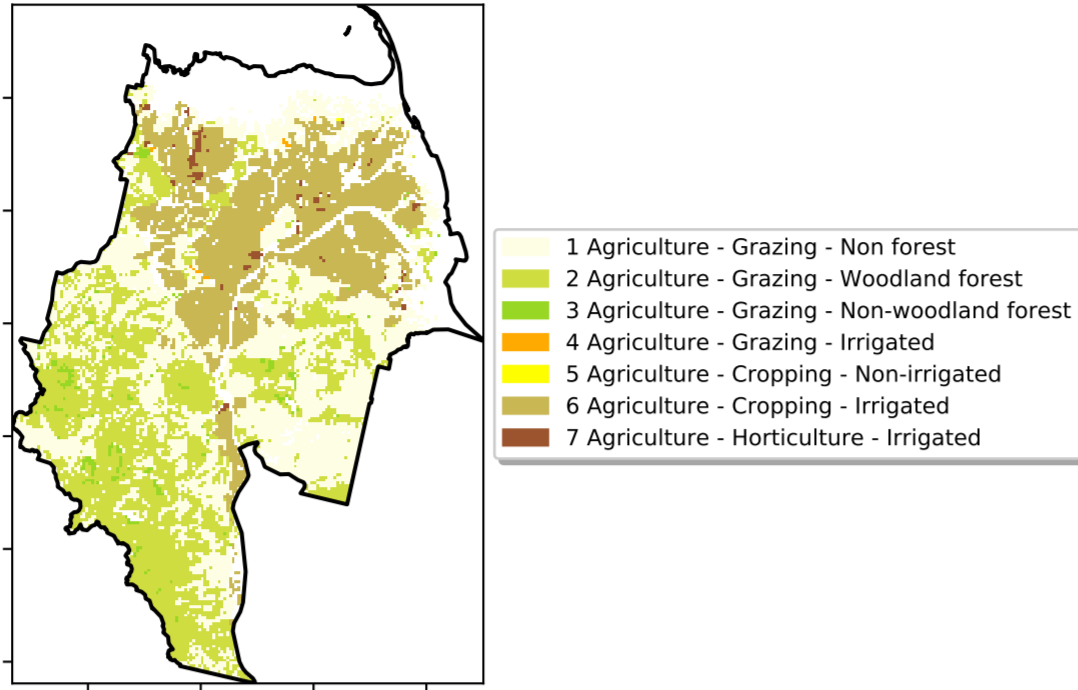 1 Agriculture - Grazing - Non forest
2 Agriculture - Grazing - Woodland forest
3 Agriculture - Grazing - Non-woodland forest
4 Agriculture - Grazing - Irrigated
5 Agriculture - Cropping - Non-irrigated
6 Agriculture - Cropping - Irrigated
7 Agriculture - Horticulture - Irrigated